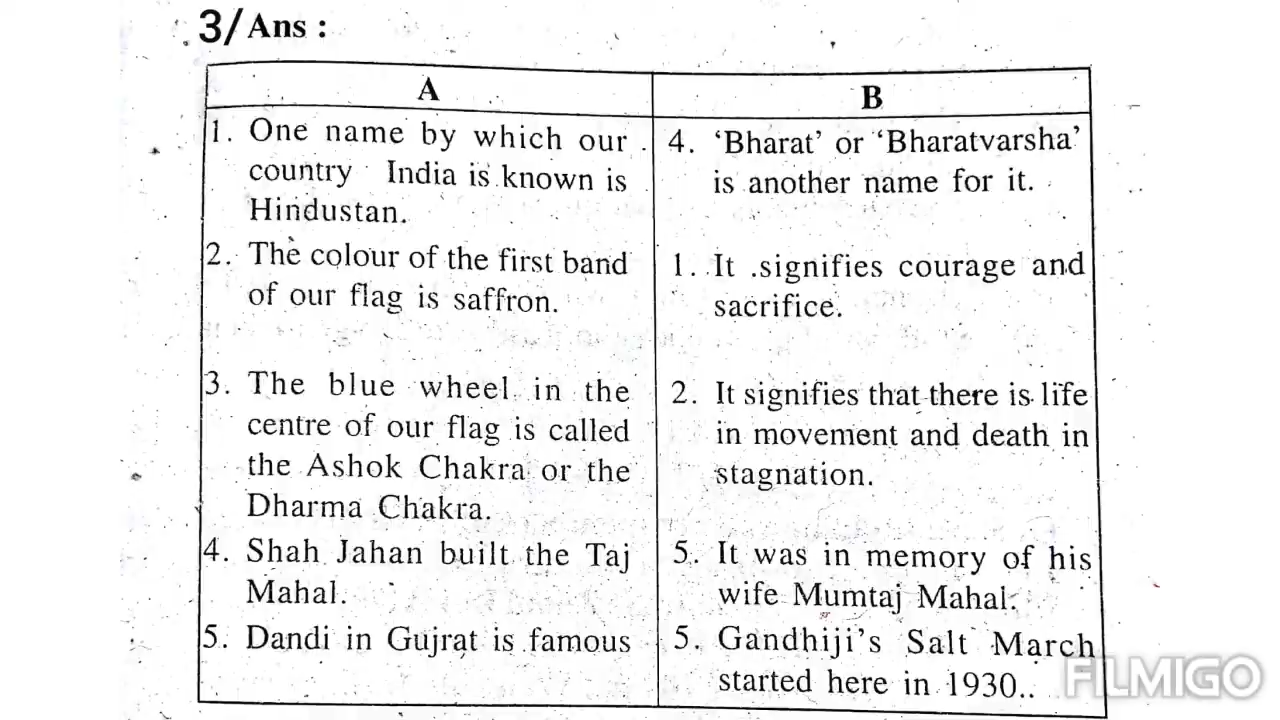 3/Ans :
A
B
1. One name by which our
country India is known is
Hindustan.
4. ‘Bharat’ or ‘Bharatvarsha’
is another name for it.
2. The colour of the first band
of our flag is saffron.
1. It signifies courage and
sacrifice.
3. The blue wheel in the
centre of our flag is called
the Ashok Chakra or the
Dharma Chakra.
2. It signifies that there is life
in movement and death in
stagnation.
4. Shah Jahan built the Taj
Mahal.
5. It was in memory of his
wife Mumtaj Mahal.
5. Dandi in Gujrat is famous
5. Gandhiji’s Salt March
started here in 1930..
FILMIGO